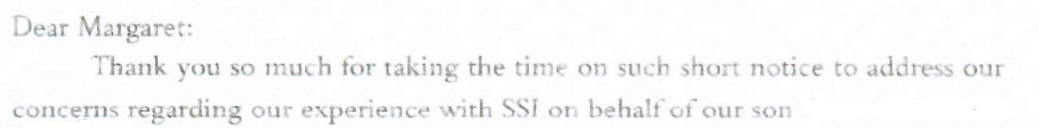 Dear Margaret:
Thank you so much for taking the time on such short notice to address our
concerns regarding our experience with SSI on behalf of our son